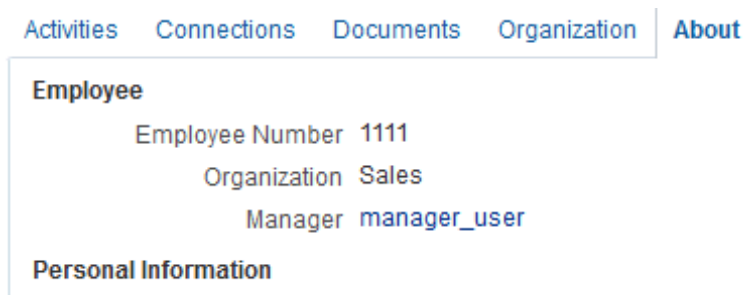 Activities Connections Documents Organization About
Employee
Employee Number 1111
Organization Sales
Manager manager_user
Personal Information